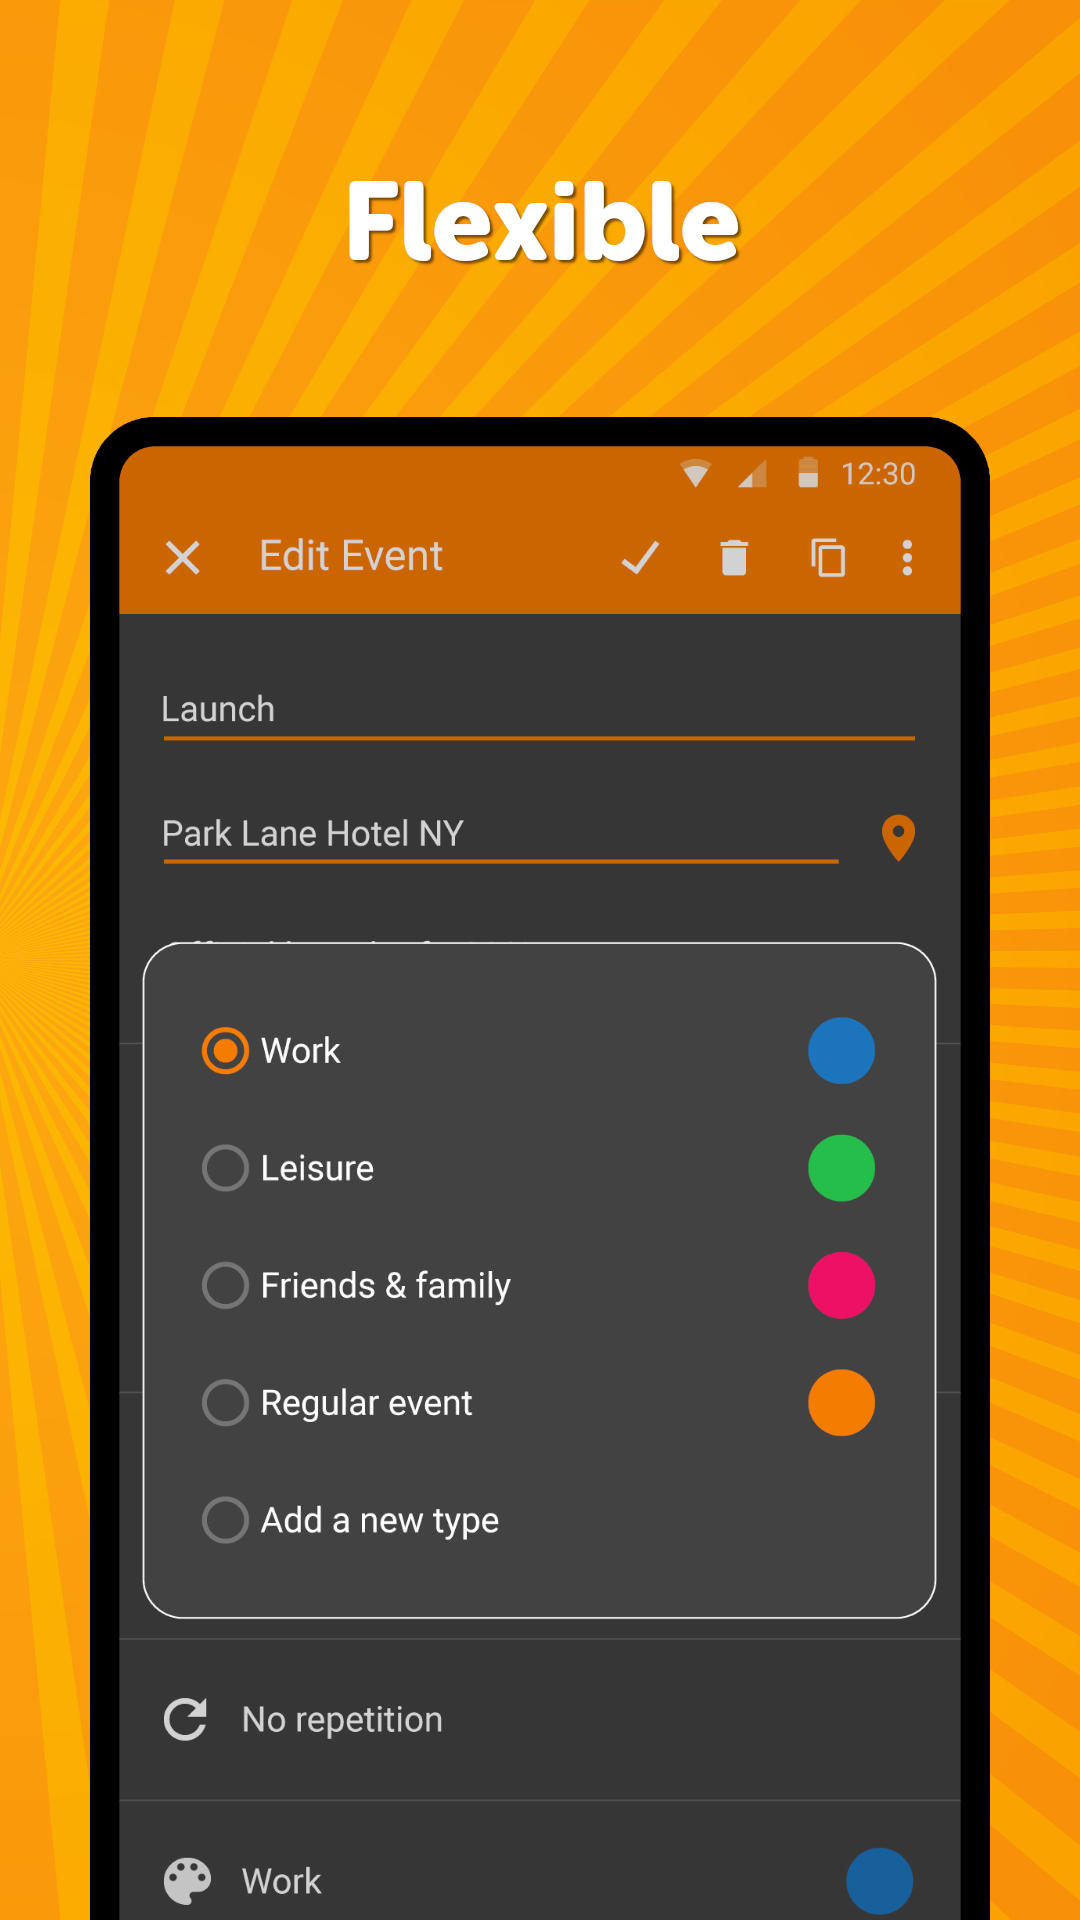 Flexible
12:30
Edit Event
Launch
Park Lane Hotel NY
Work
Leisure
Friends & family
Regular event
Add a new type
No repetition
Work